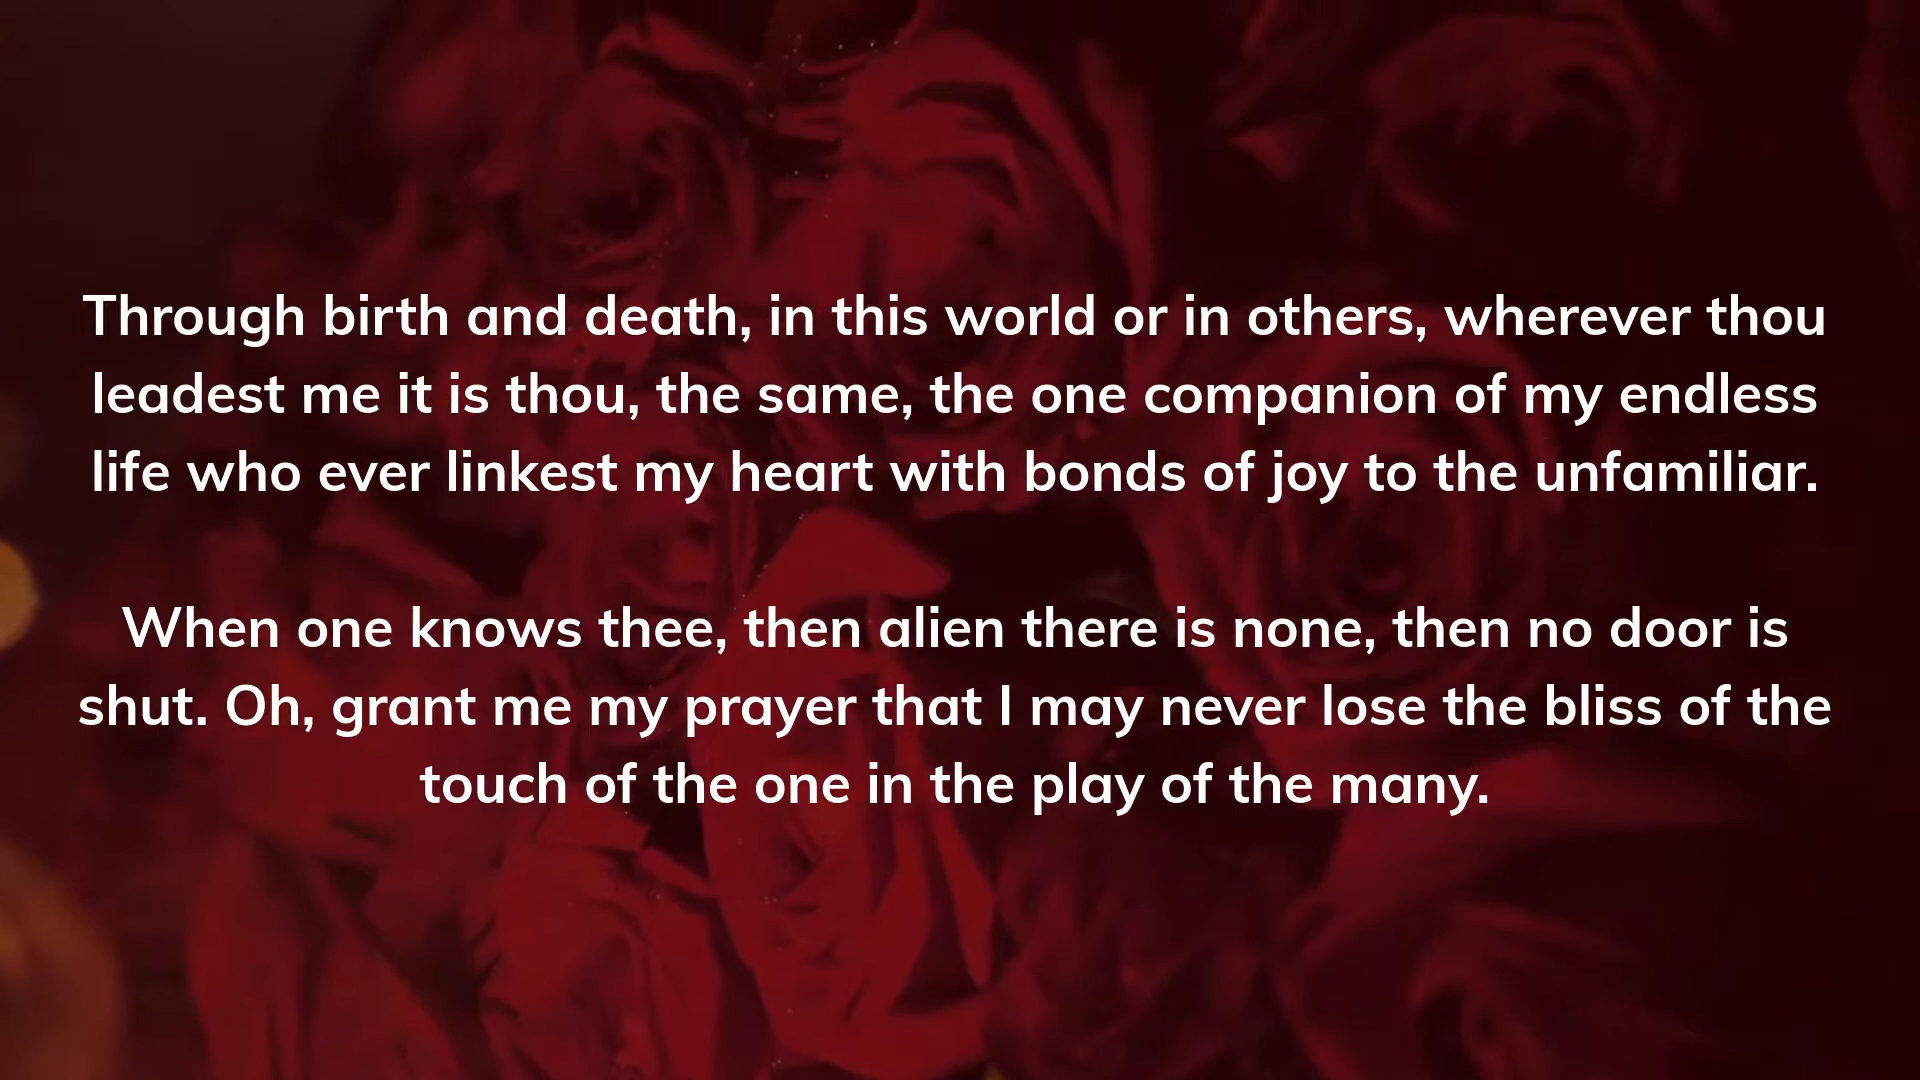 Through birth and death, in this world or in others, wherever thou
leadest me it is thou, the same, the one companion of my endless
life who ever linkest my heart with bonds of joy to the unfamiliar.
When one knows thee, then alien there is none, then no door is
shut. Oh, grant me my prayer that I may never lose the bliss of the
touch of the one in the play of the many.